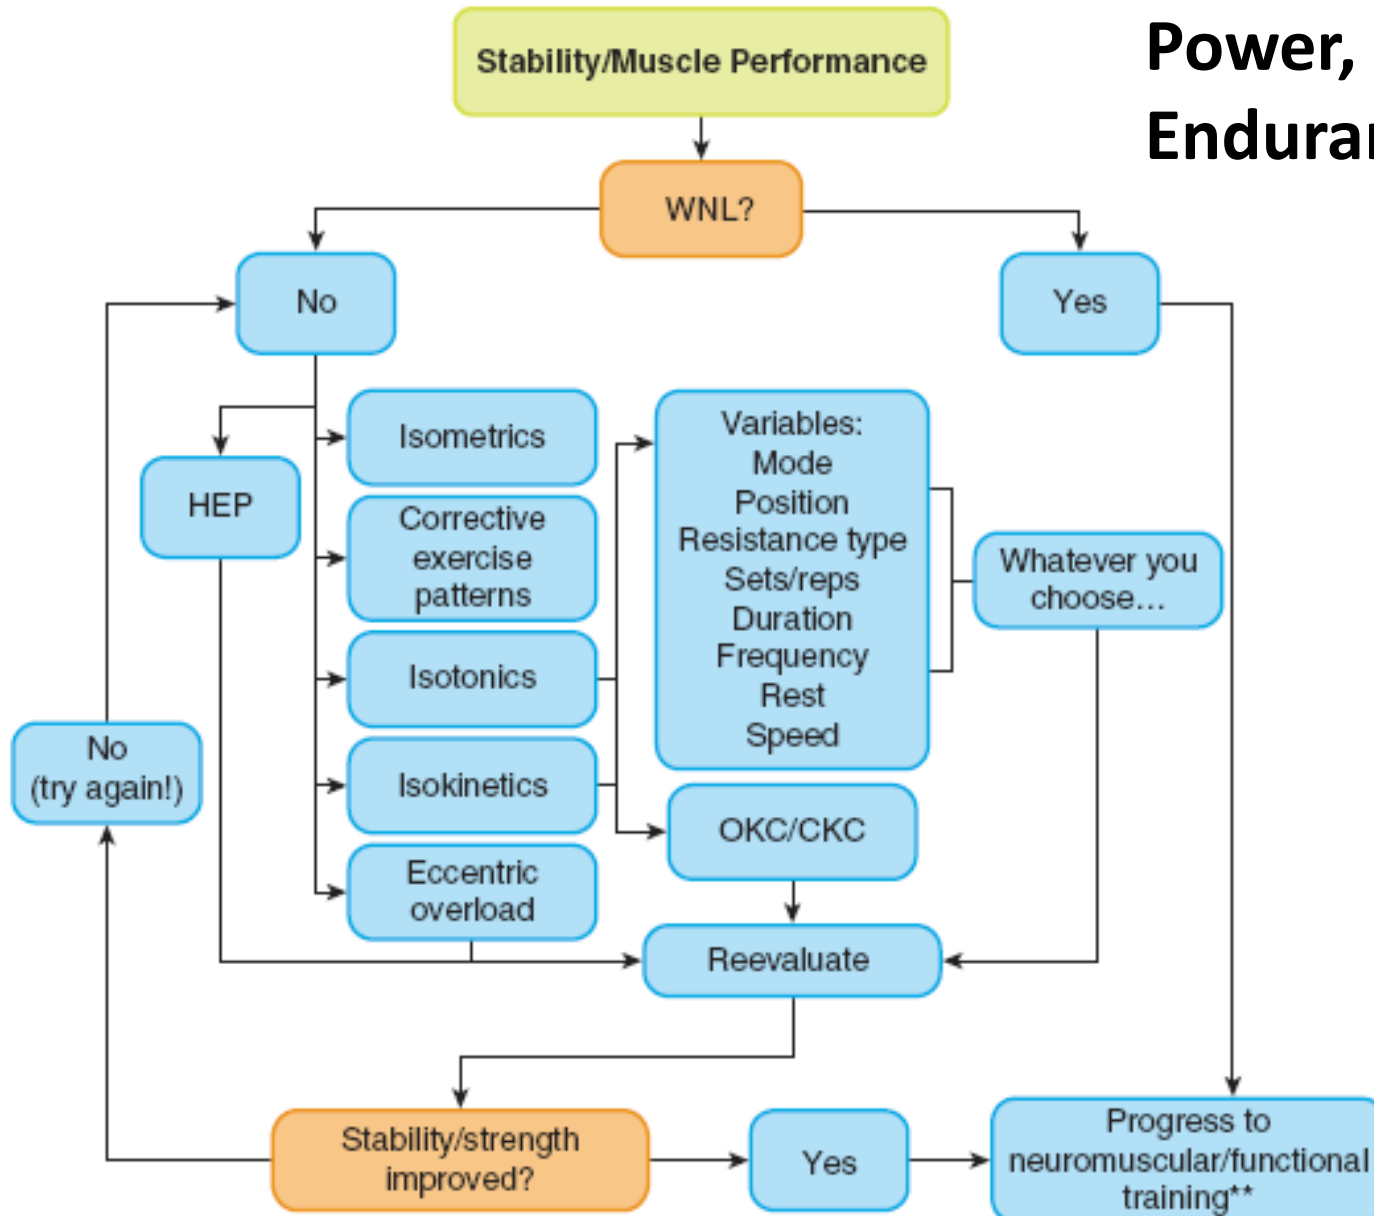 Stability/Muscle Performance
Power,
WNL?
No
Yes
Isometrics
HEP
Corrective
exercise
patterns
Isotonics
Isokinetics
Eccentric
overload
Variables:
Mode
Position
Resistance type
Sets/reps
Duration
Frequency
Rest
Speed
Whatever you
choose…
OKC/CKC
No
(try again!)
Reevaluate
Stability/strength
improved?
Yes
Progress to
neuromuscular/functional
training**